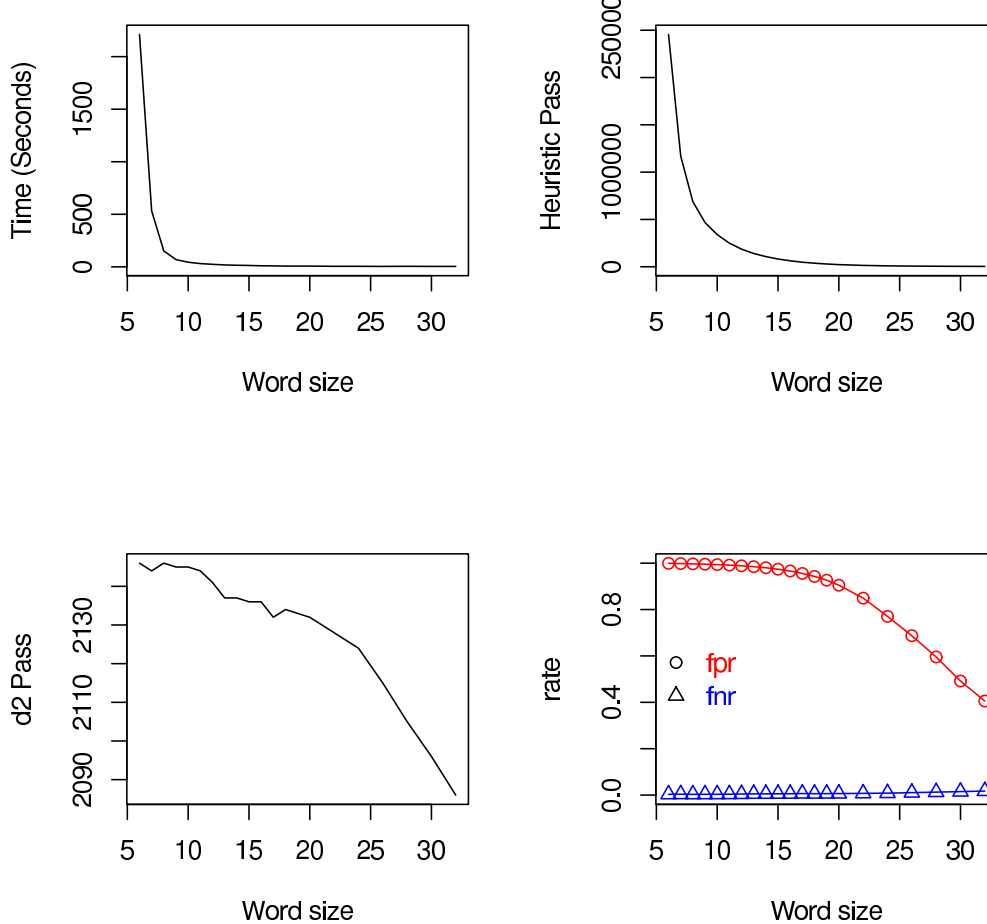 Time (Seconds)
0
500
1500
5 10 15 20 25 30
Word size
Heuristic Pass
0
1000000
2500000
5 10 15 20 25 30
Word size
d2 Pass
2090
2110
2130
5 10 15 20 25 30
Word size
rate
0.0
0.4
0.8
fpr
fnr
5 10 15 20 25 30
Word size